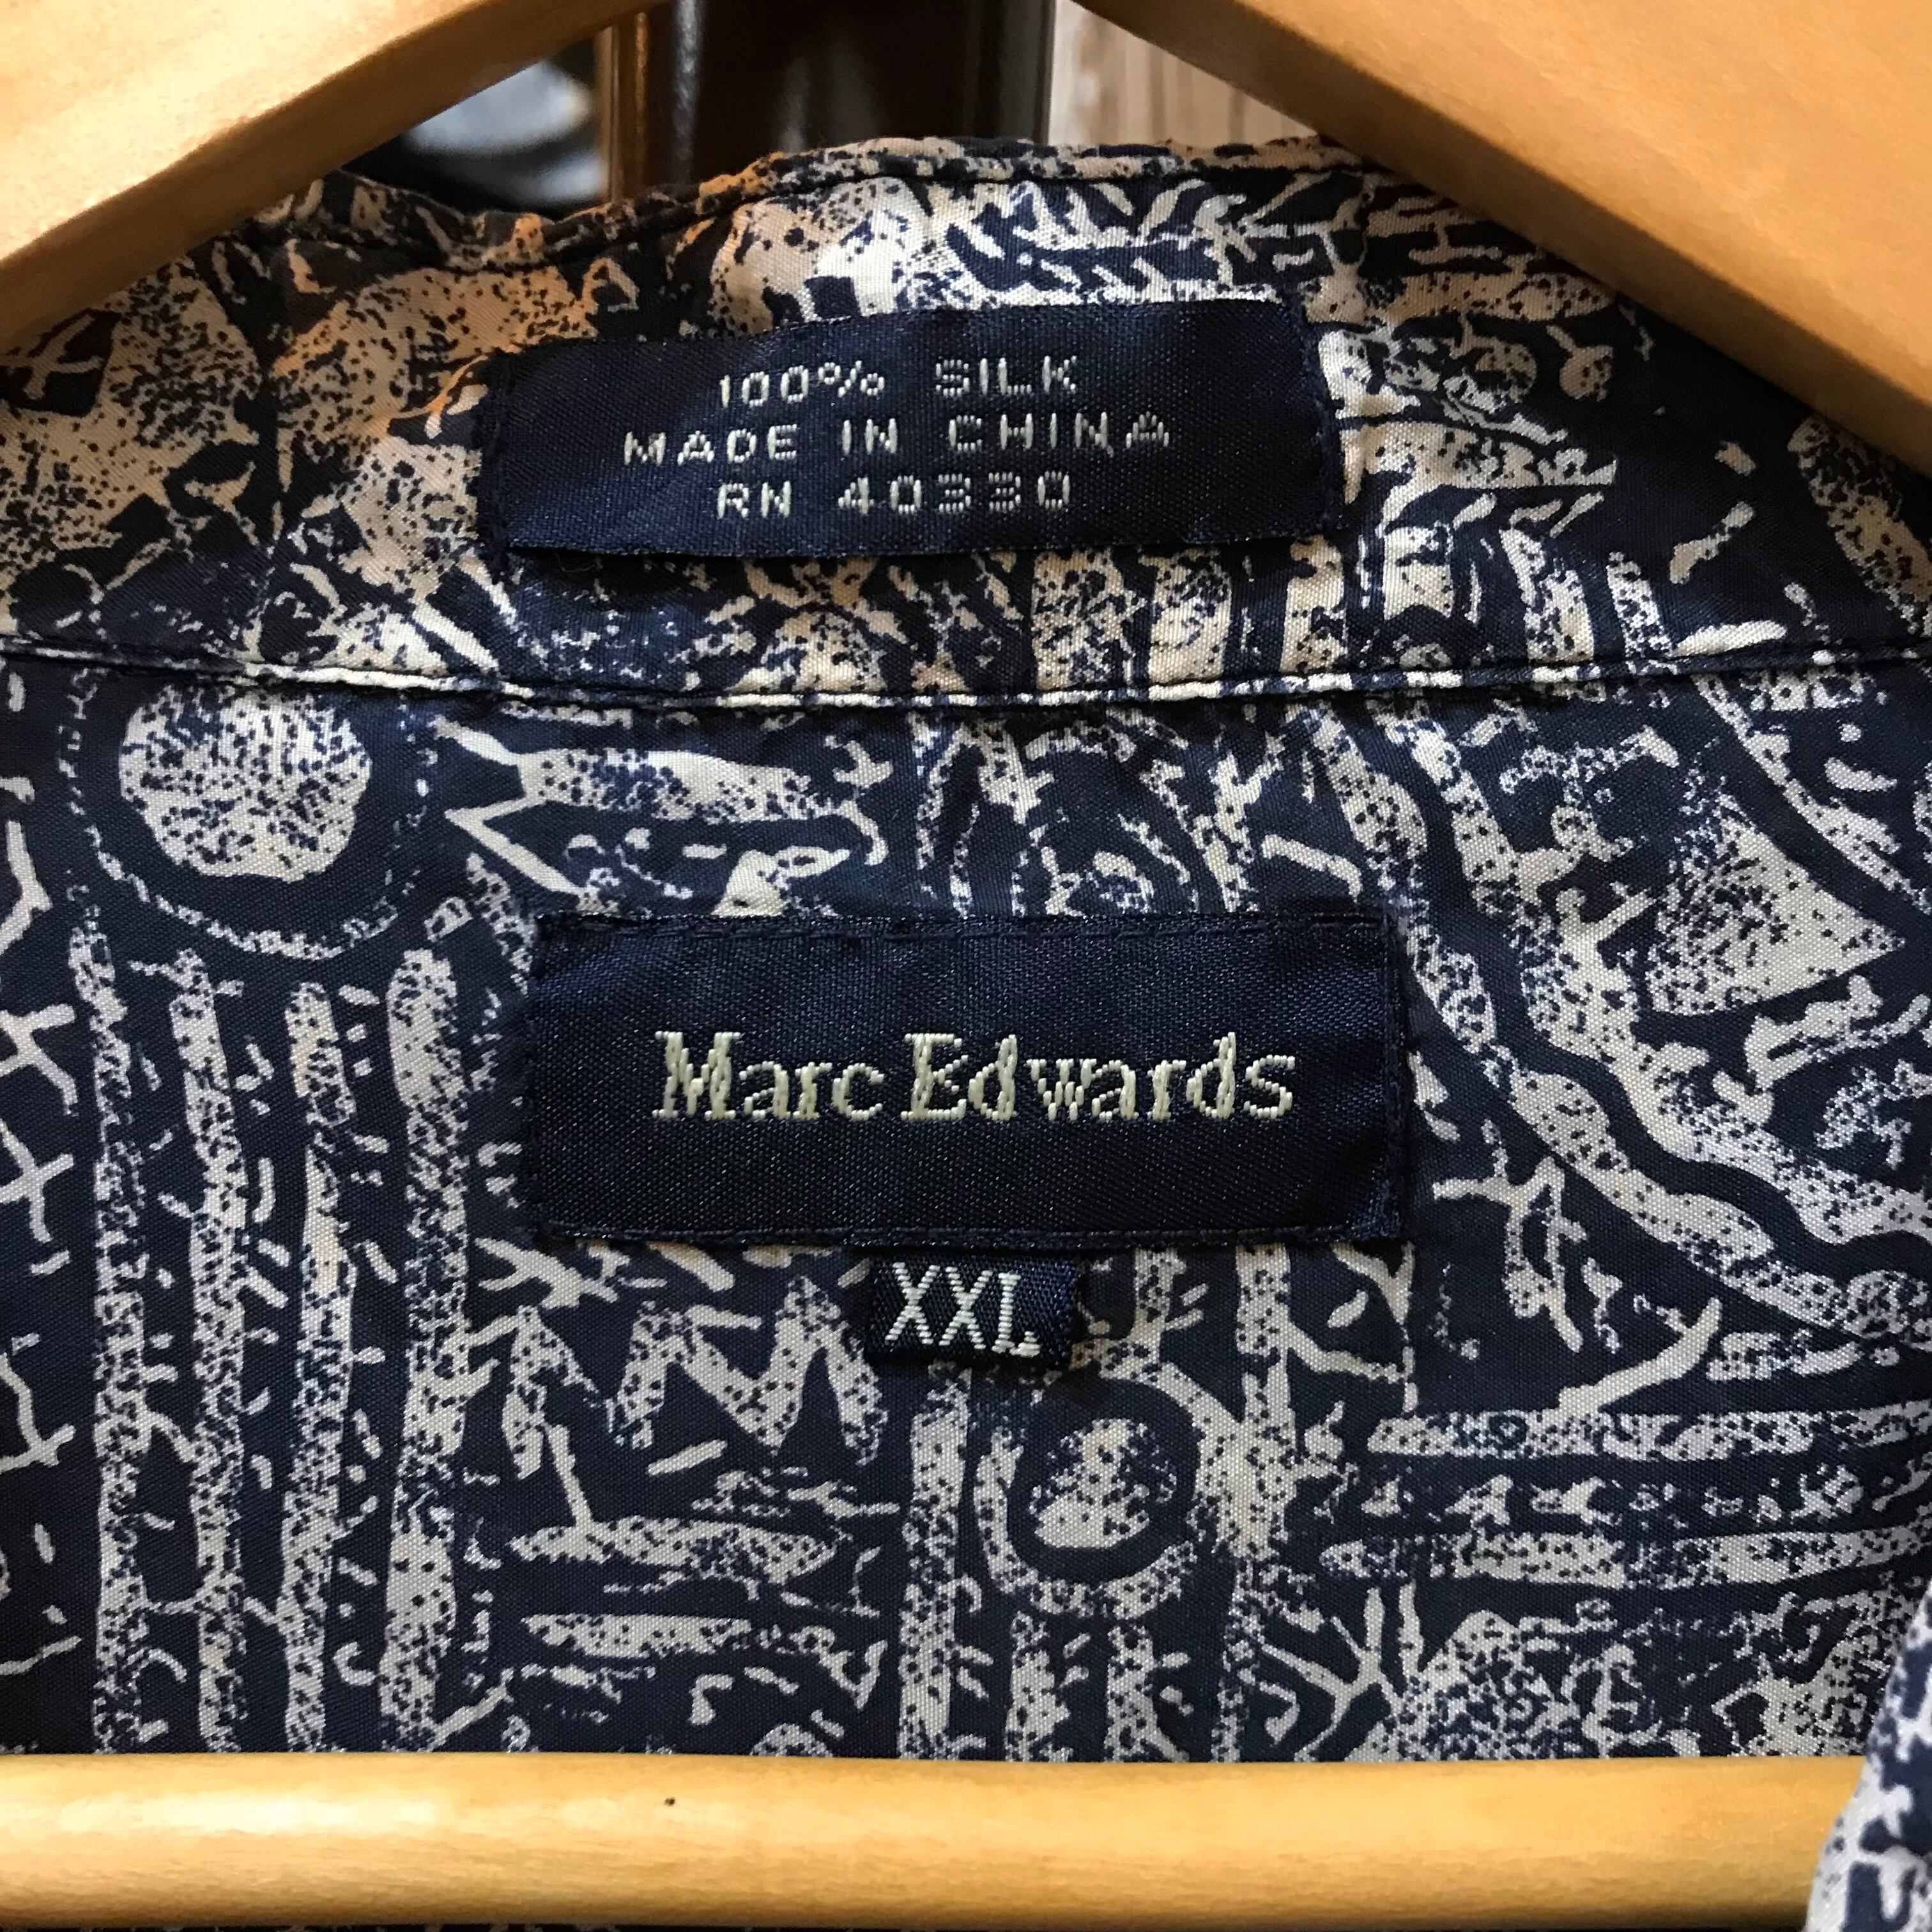 100% SILK
MADE IN CHINA
RN 40330
Marc Edwards
XXL